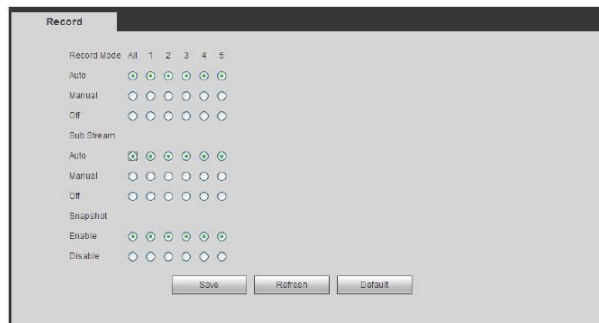 Record
Record Mode All 1 2 3 4 5
Auto
Manual
Off
Sub Stream
Auto
Manual
Off
Snapshot
Enable
Disable
Save Refresh Default